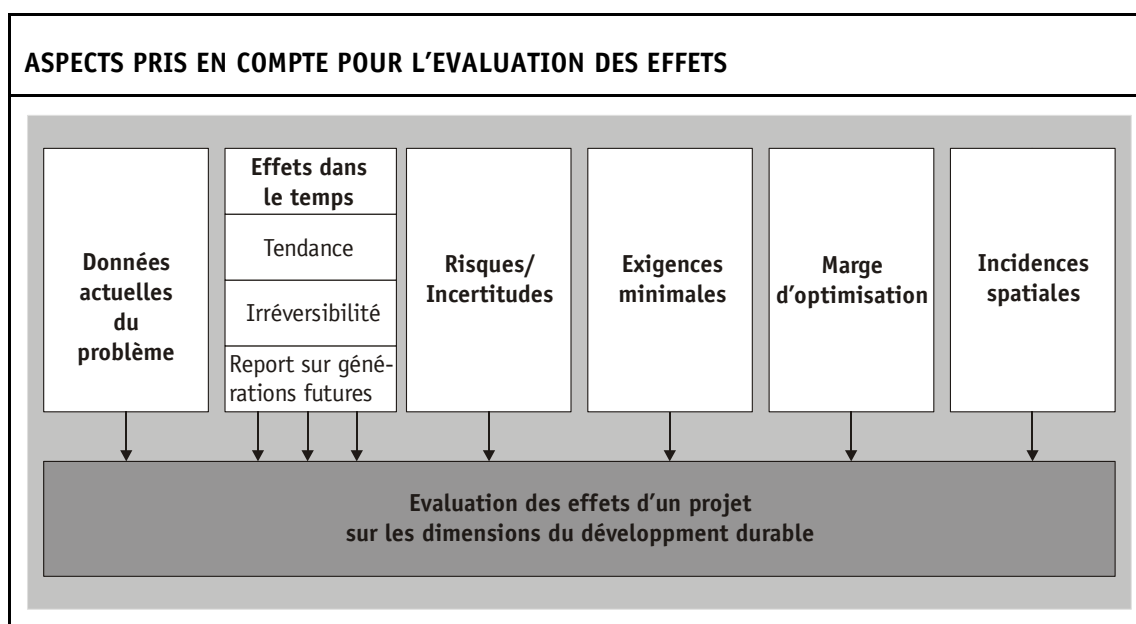 ASPECTS PRIS EN COMPTE POUR L'EVALUATION DES EFFETS
Données
actuelles
du
problème
Effets dans
le temps
Tendance
Irréversibilité
Report sur géné-
rations futures
Risques/
Incertitudes
Exigences
minimales
Marge
d'optimisation
Incidences
spatiales
Evaluation des effets d'un projet
sur les dimensions du développment durable